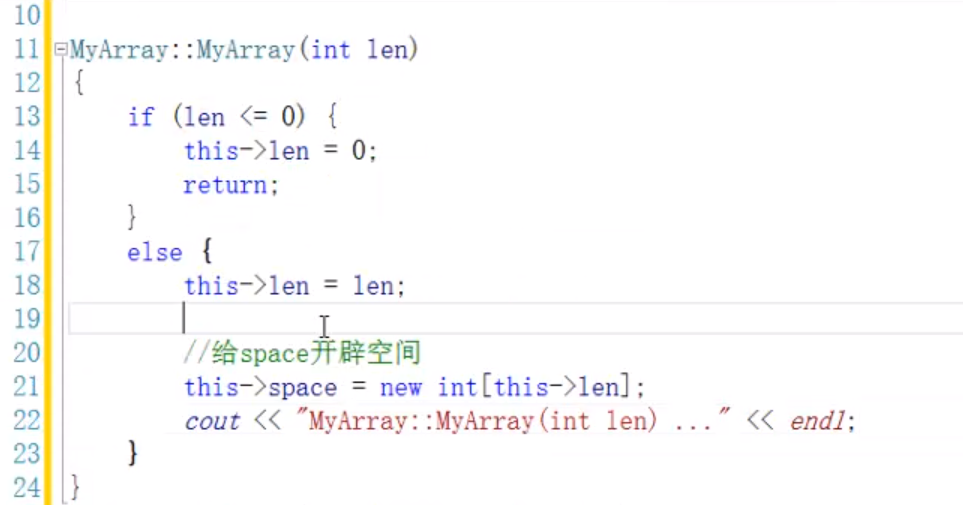 10
11 MyArray::MyArray(int len)
12 {
13 if (len <= 0) {
14 this->len = 0;
15 return;
16 }
17 else {
18 this->len = len;
19
20 //给space开辟空间
21 this->space = new int[this->len];
22 cout << "MyArray::MyArray(int len) ..." << endl;
23 }
24 }